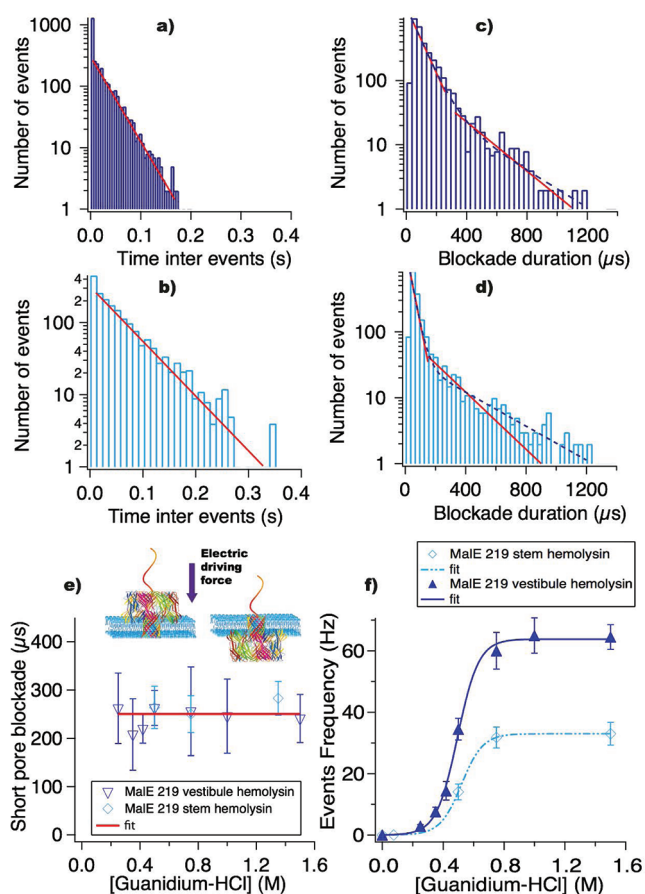 a)
Number of events
1000
100
10
1
0.0 0.1 0.2 0.3 0.4
Time inter events (s)
c)
Number of events
100
10
1
0 400 800 1200
Blockade duration (µs)
b)
Number of events
4
2
100
4
2
10
4
2
1
0.0 0.1 0.2 0.3 0.4
Time inter events (s)
d)
Number of events
100
10
1
0 400 800 1200
Blockade duration (µs)
e)
Electric
driving
force
Short pore blockade (µs)
400
300
200
100
0
MalE 219 vestibule hemolysin
MalE 219 stem hemolysin
fit
0.0 0.4 0.8 1.2 1.6
[Guanidium-HCl] (M)
MalE 219 stem hemolysin
fit
MalE 219 vestibule hemolysin
fit
f)
Events Frequency (Hz)
60
40
20
0
0.0 0.4 0.8 1.2 1.6
[Guanidium-HCl] (M)